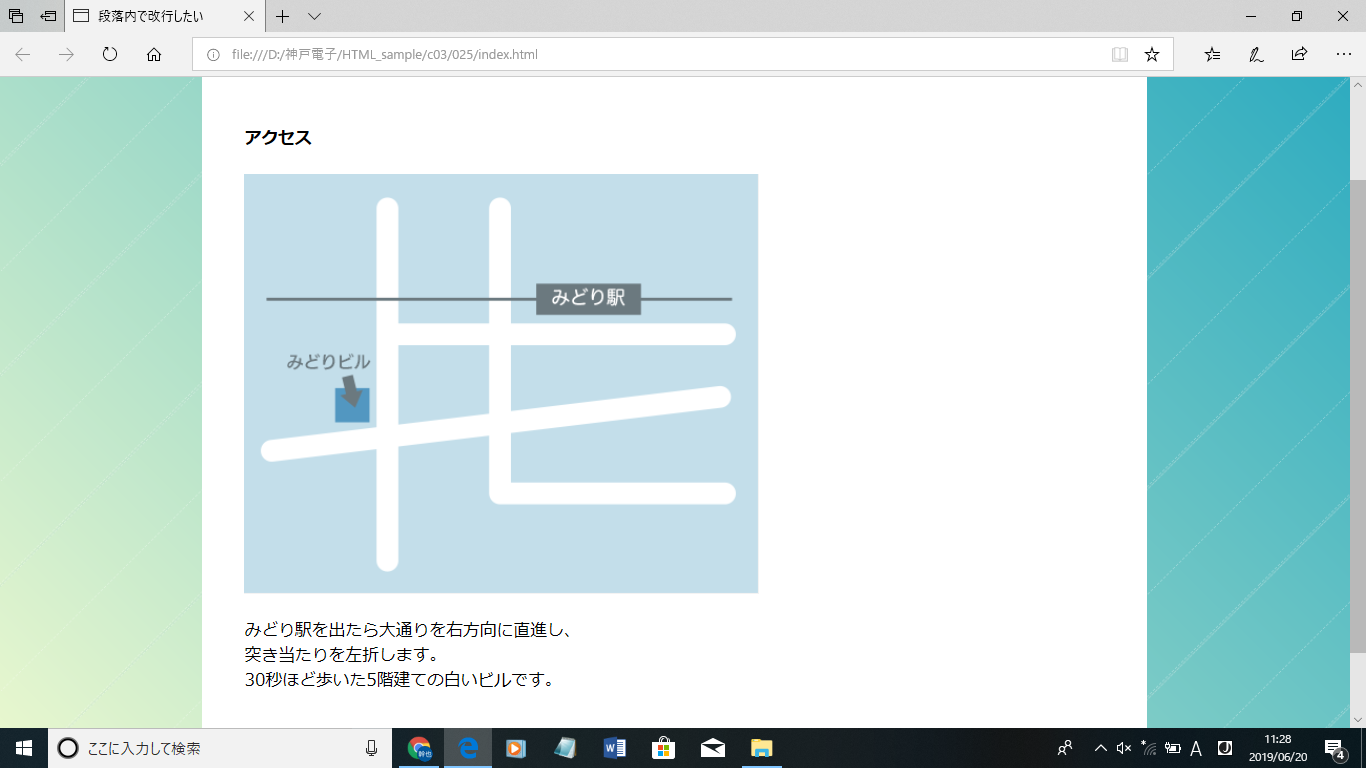 段落内で改行したい
file:///D:/神戸電子/HTML_sample/c03/025/index.html
アクセス
みどり駅
みどりビル
みどり駅を出たら大通りを右方向に直進し、
突き当たりを左折します。
30秒ほど歩いた5階建ての白いビルです。
ここに入力して検索
A
11:28
2019/06/20
4